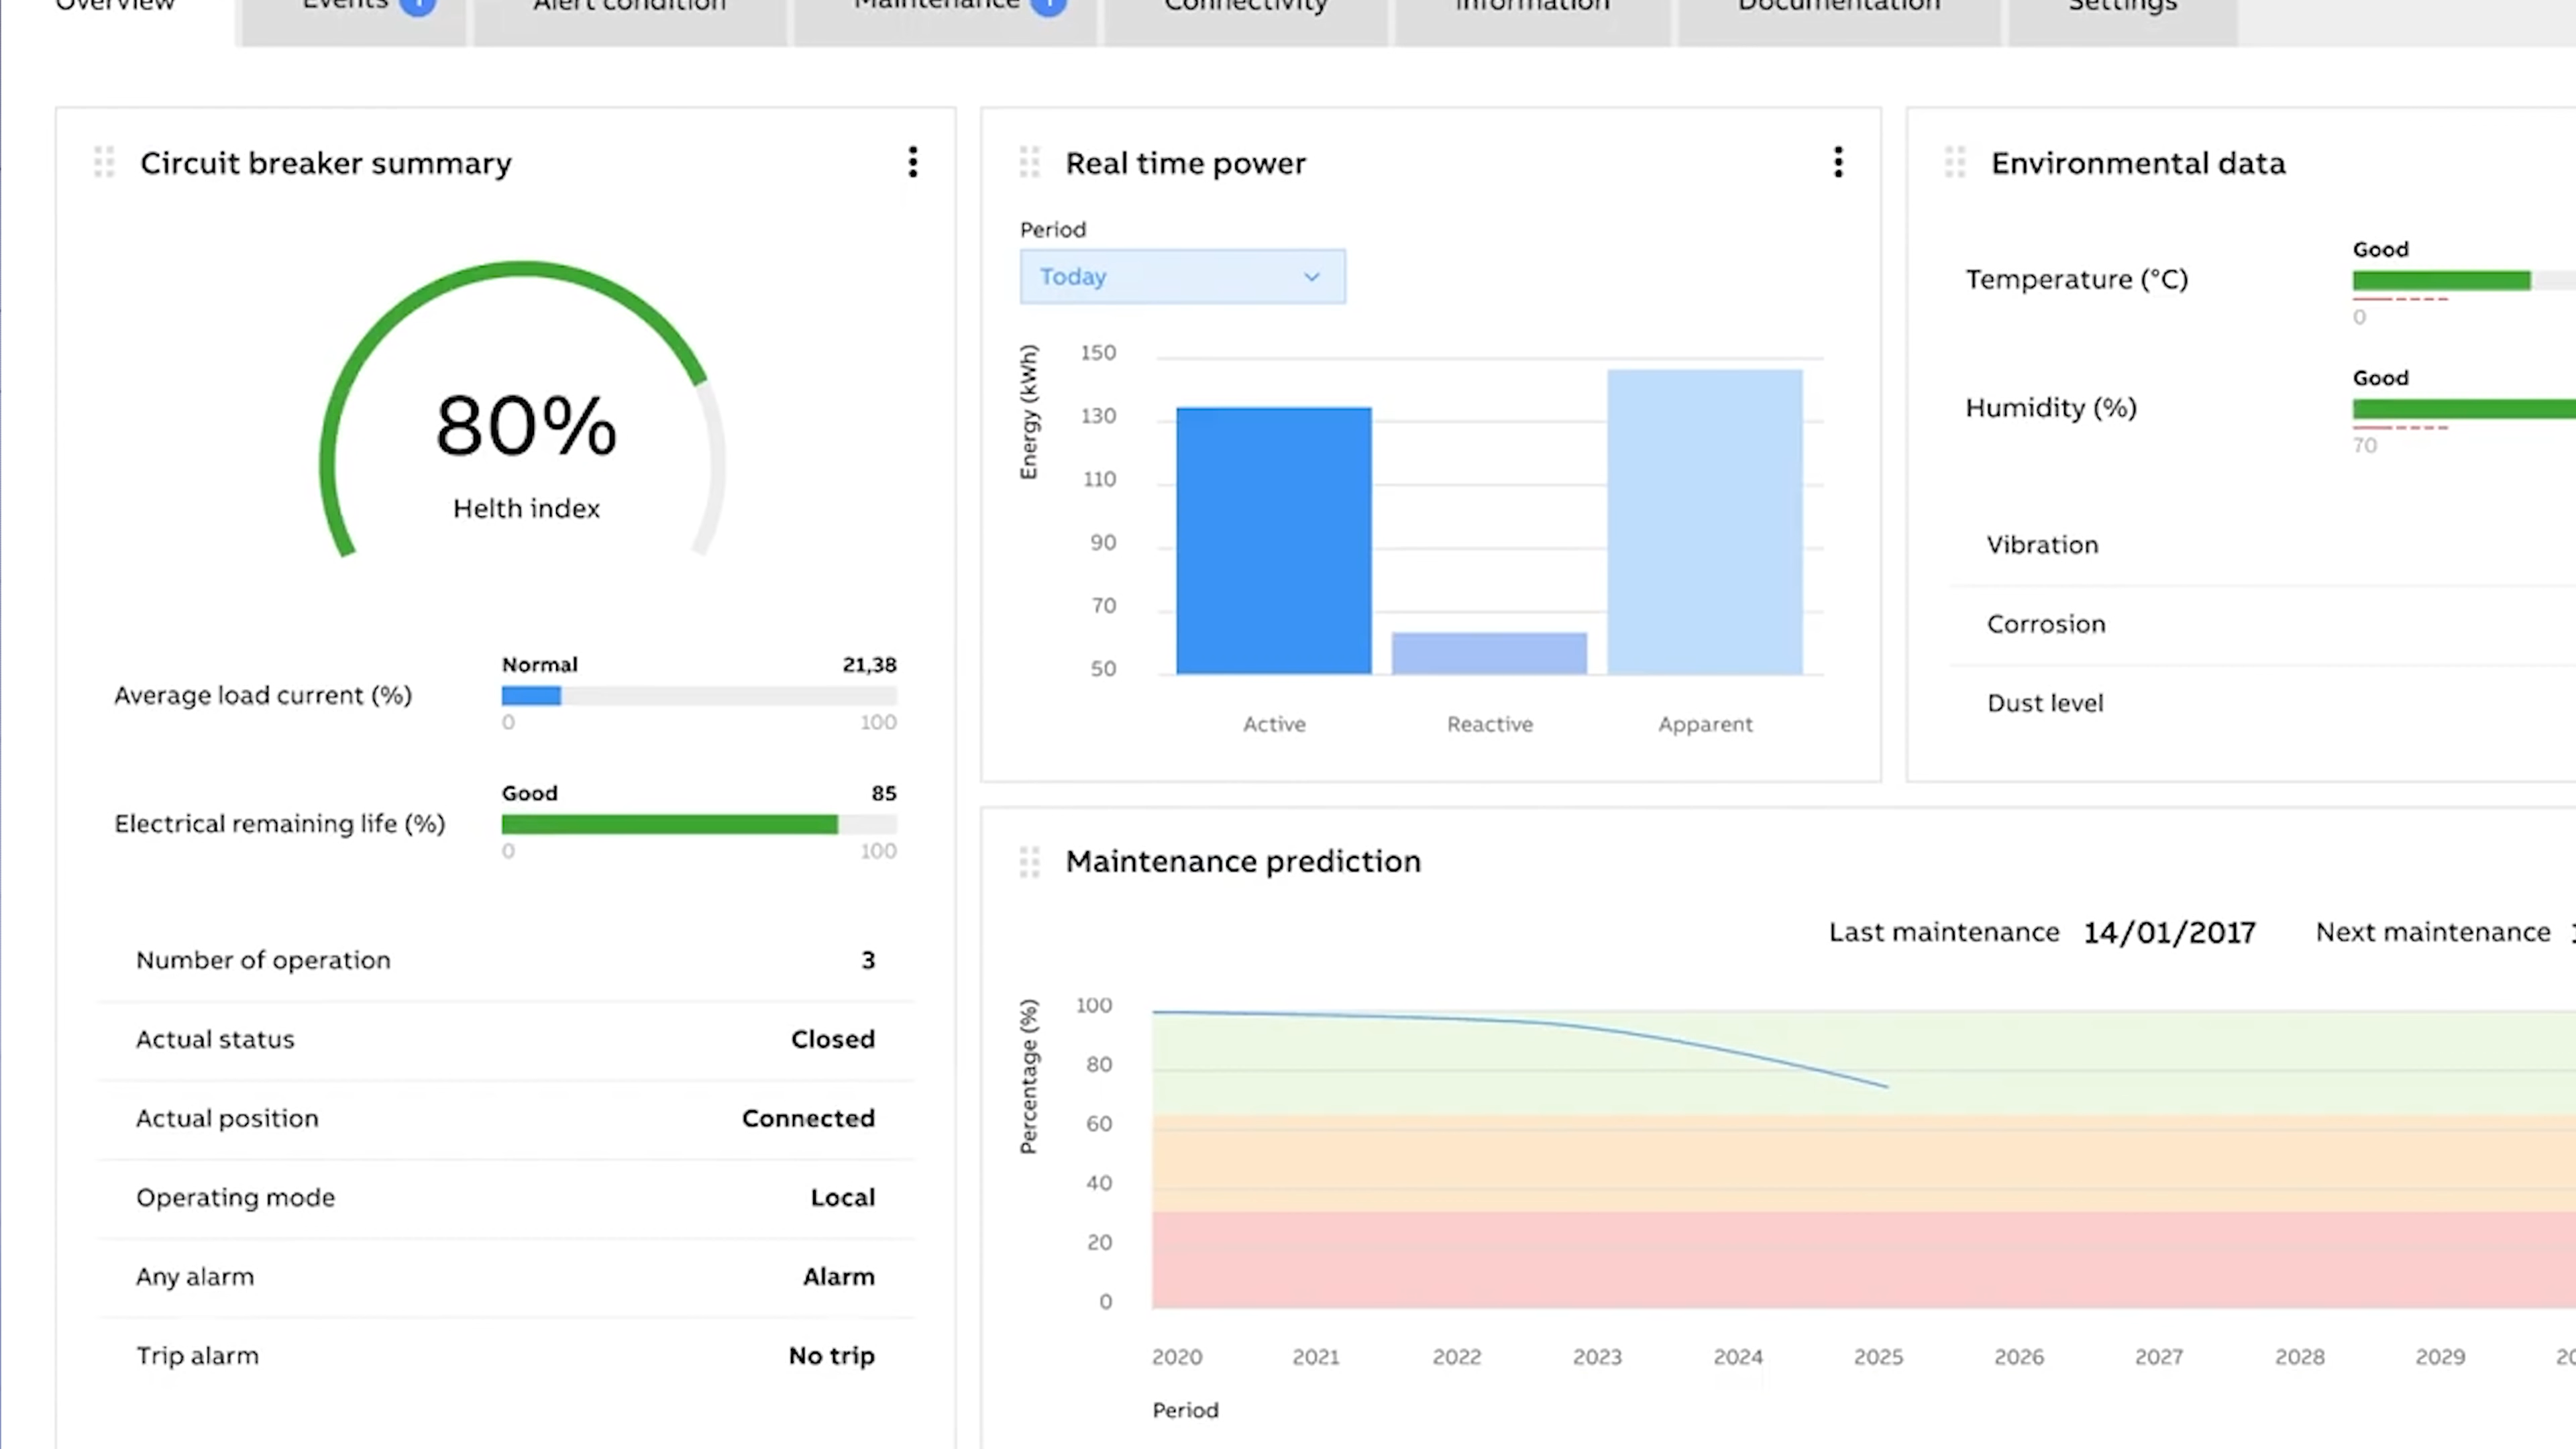 Overview Events Alert condition Maintenance Connectivity Information Documentation Settings
Circuit breaker summary
80%
Helth index
Normal 21,38
Average load current (%)
0 100
Good 85
Electrical remaining life (%)
0 100
Number of operation 3
Actual status Closed
Actual position Connected
Operating mode Local
Any alarm Alarm
Trip alarm No trip
Real time power
Period
Today
Energy (kWh)
150
130
110
90
70
50
Active Reactive Apparent
Environmental data
Good
Temperature (°C)
0
Good
Humidity (%)
70
Vibration
Corrosion
Dust level
Maintenance prediction
Last maintenance 14/01/2017 Next maintenance
Percentage (%)
100
80
60
40
20
0
2020 2021 2022 2023 2024 2025 2026 2027 2028 2029
Period